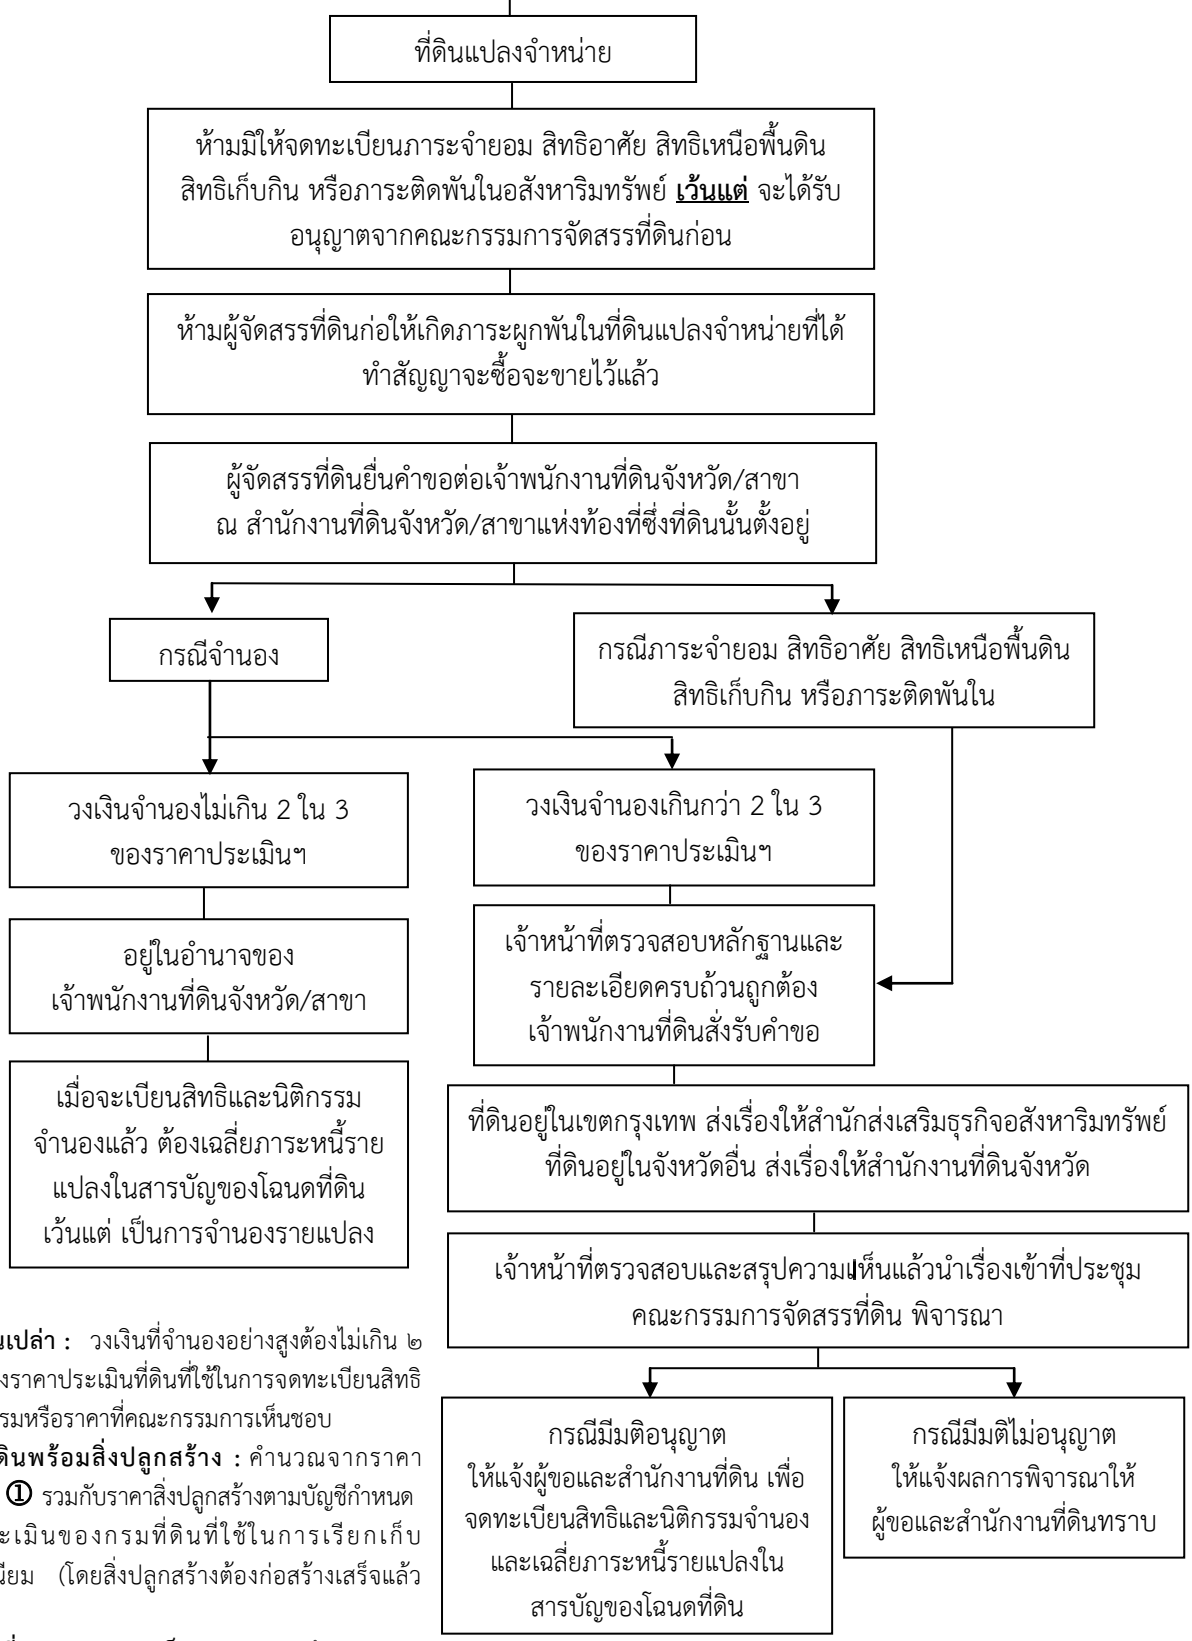 ที่ดินแปลงจำหน่าย
ห้ามมิให้จดทะเบียนภาระจำยอม สิทธิอาศัย สิทธิเหนือพื้นดิน
สิทธิเก็บกิน หรือภาระติดพันในอสังหาริมทรัพย์ เว้นแต่ จะได้รับ
อนุญาตจากคณะกรรมการจัดสรรที่ดินก่อน
ห้ามผู้จัดสรรที่ดินก่อให้เกิดภาระผูกพันในที่ดินแปลงจำหน่ายที่ได้
ทำสัญญาจะซื้อจะขายไว้แล้ว
ผู้จัดสรรที่ดินยื่นคำขอต่อเจ้าพนักงานที่ดินจังหวัด/สาขา
ณ สำนักงานที่ดินจังหวัด/สาขาแห่งท้องที่ซึ่งที่ดินนั้นตั้งอยู่
กรณีจำนอง
กรณีภาระจำยอม สิทธิอาศัย สิทธิเหนือพื้นดิน
สิทธิเก็บกิน หรือภาระติดพันใน
วงเงินจำนองไม่เกิน 2 ใน 3
ของราคาประเมินฯ
วงเงินจำนองเกินกว่า 2 ใน 3
ของราคาประเมินฯ
อยู่ในอำนาจของ
เจ้าพนักงานที่ดินจังหวัด/สาขา
เจ้าหน้าที่ตรวจสอบหลักฐานและ
รายละเอียดครบถ้วนถูกต้อง
เจ้าพนักงานที่ดินสั่งรับคำขอ
เมื่อจะเบียนสิทธิและนิติกรรม
จำนองแล้ว ต้องเฉลี่ยภาระหนี้ราย
แปลงในสารบัญของโฉนดที่ดิน
เว้นแต่ เป็นการจำนองรายแปลง
ที่ดินอยู่ในเขตกรุงเทพ ส่งเรื่องให้สำนักส่งเสริมธุรกิจอสังหาริมทรัพย์
ที่ดินอยู่ในจังหวัดอื่น ส่งเรื่องให้สำนักงานที่ดินจังหวัด
เจ้าหน้าที่ตรวจสอบและสรุปความเห็นแล้วนำเรื่องเข้าที่ประชุม
คณะกรรมการจัดสรรที่ดิน พิจารณา
นเปล่า : วงเงินที่จำนองอย่างสูงต้องไม่เกิน ๒
งราคาประเมินที่ดินที่ใช้ในการจดทะเบียนสิทธิ
รมหรือราคาที่คณะกรรมการเห็นชอบ
ดินพร้อมสิ่งปลูกสร้าง : คำนวณจากราคา
① รวมกับราคาสิ่งปลูกสร้างตามบัญชีกำหนด
ะเมินของกรมที่ดินที่ใช้ในการเรียกเก็บ
นียม (โดยสิ่งปลูกสร้างต้องก่อสร้างเสร็จแล้ว
กรณีมีมติอนุญาต
ให้แจ้งผู้ขอและสำนักงานที่ดิน เพื่อ
จดทะเบียนสิทธิและนิติกรรมจำนอง
และเฉลี่ยภาระหนี้รายแปลงใน
สารบัญของโฉนดที่ดิน
กรณีมีมติไม่อนุญาต
ให้แจ้งผลการพิจารณาให้
ผู้ขอและสำนักงานที่ดินทราบ